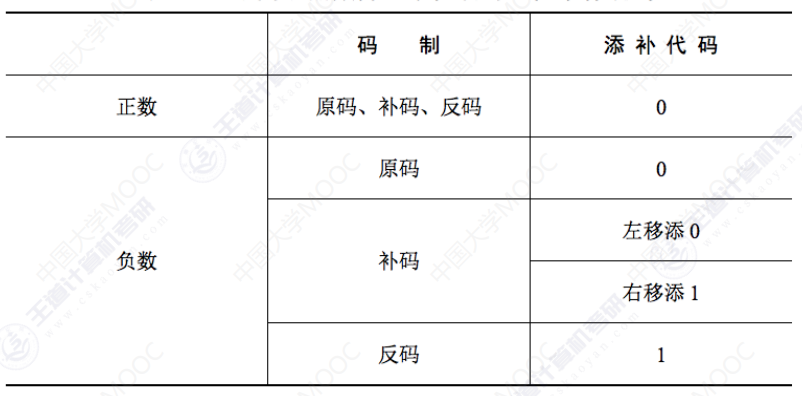 码 制 添 补 代 码
正数 原码、补码、反码 0
原码 0
左移添 0
负数 补码
右移添 1
反码 1
中国大学MOOC
王道计算机考研
www.cskaoyan.com